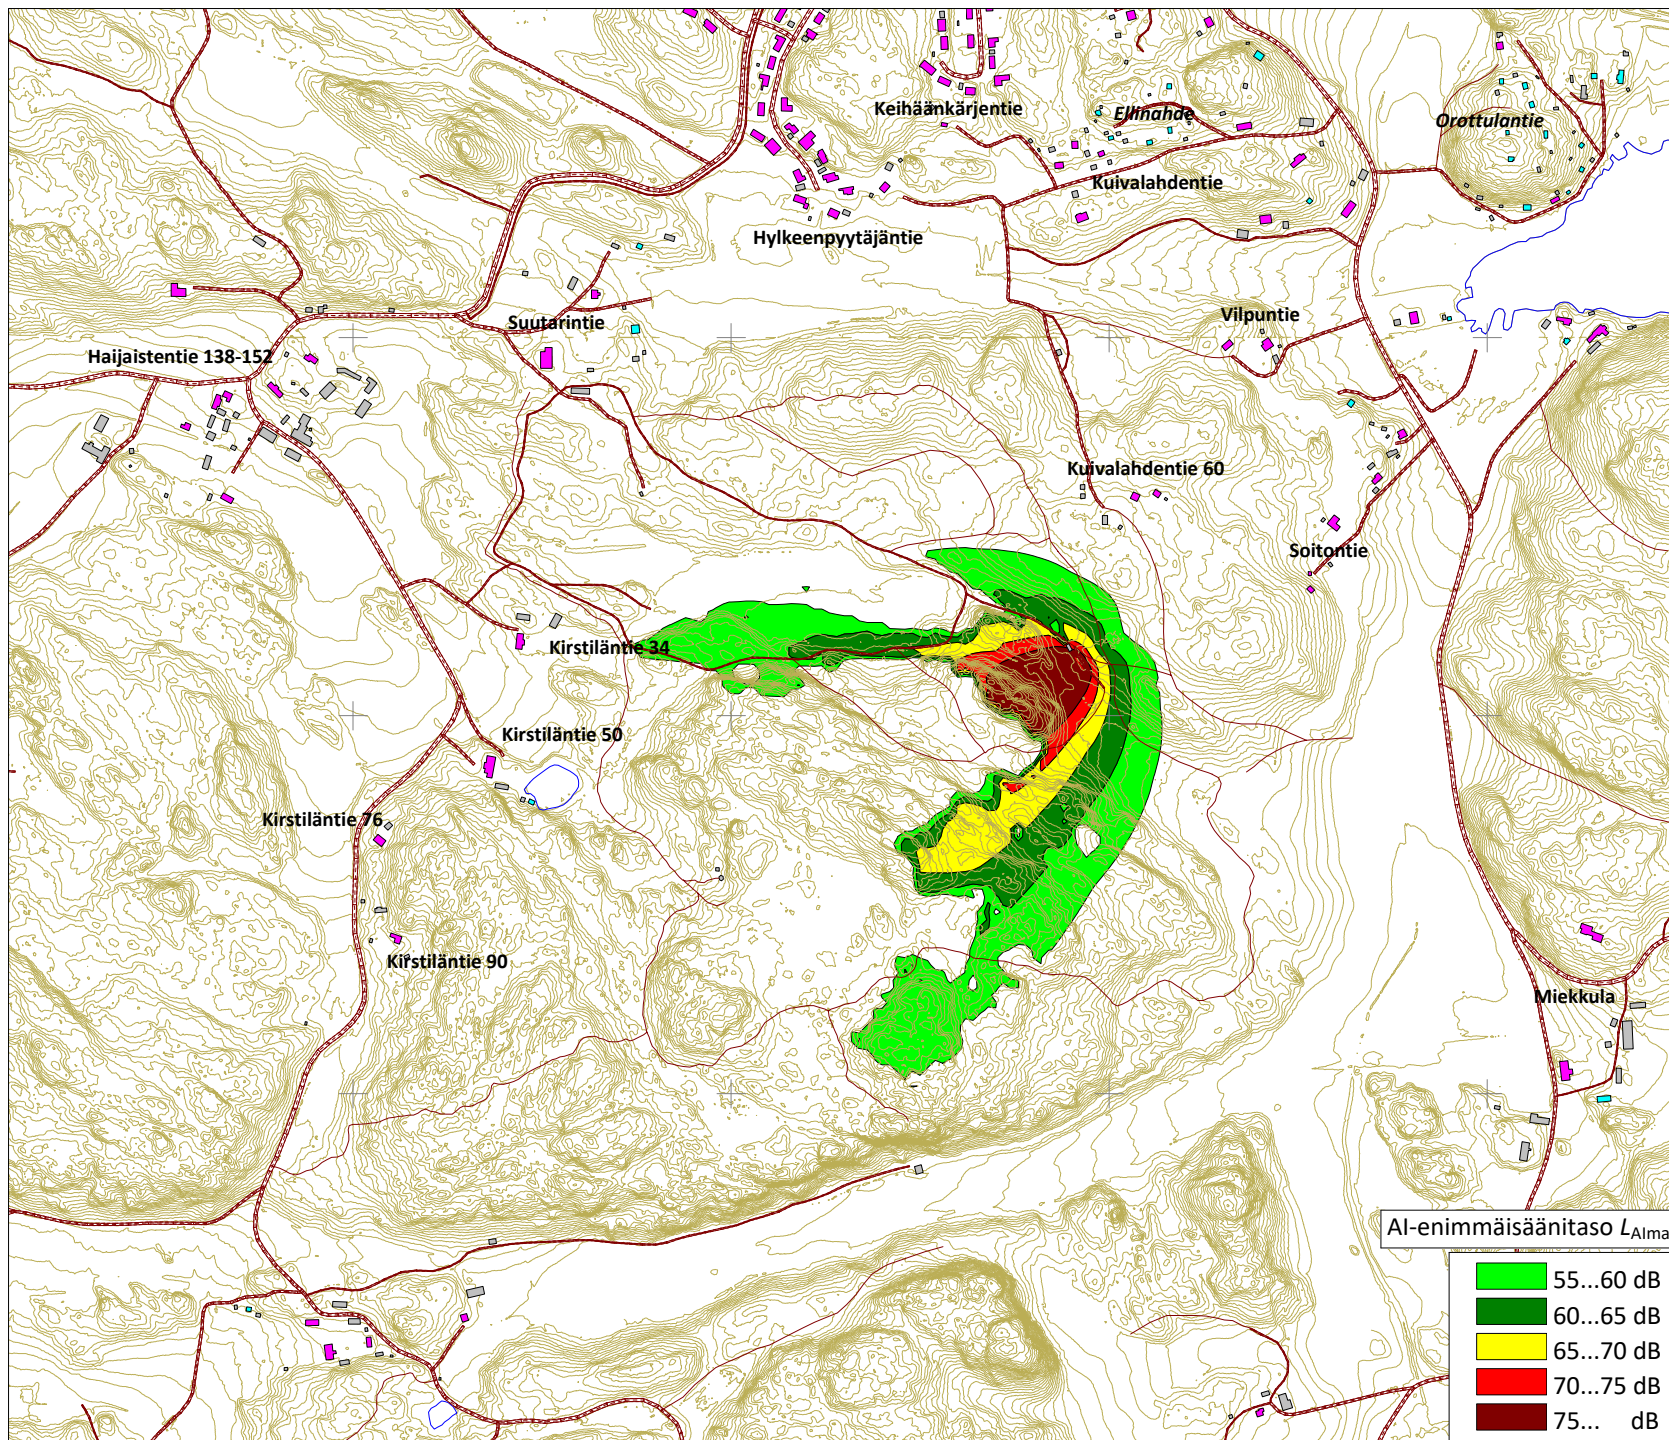 Keihäänkärjentie
Ellinahde
Orottulantie
Kuivalahdentie
Hylkeenpyytäjäntie
Suutarintie
Vilpuntie
Haijaistentie 138-152
Kuivalahdentie 60
Soitontie
Kirstiläntie 34
Kirstiläntie 50
Kirstiläntie 76
Kirstiläntie 90
Miekkula
AI-enimmäisäänitaso LAIma
55...60 dB
60...65 dB
65...70 dB
70...75 dB
75... dB